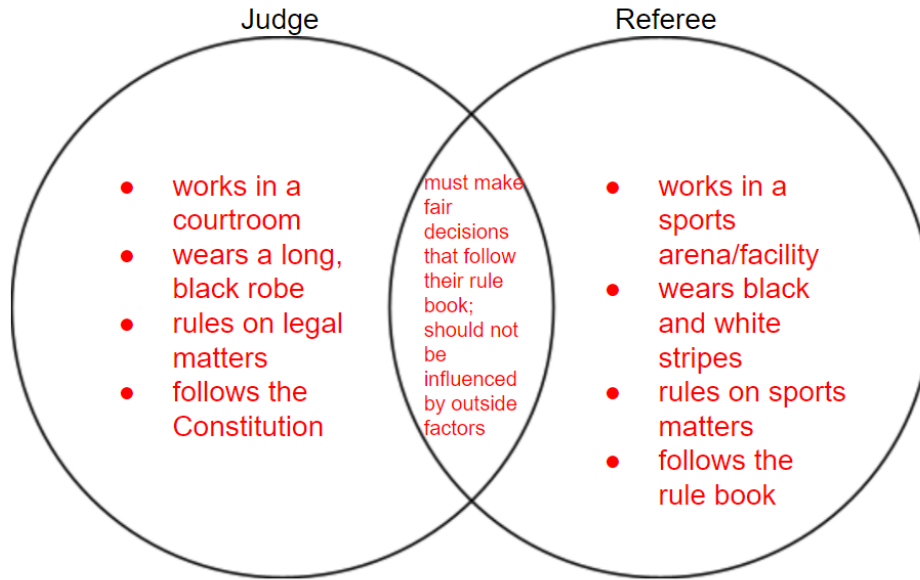 Judge
Referee
● works in a
courtroom
● wears a long,
black robe
● rules on legal
matters
● follows the
Constitution
must make
fair
decisions
that follow
their rule
book;
should not
be
influenced
by outside
factors
● works in a
sports
arena/facility
● wears black
and white
stripes
● rules on sports
matters
● follows the
rule book